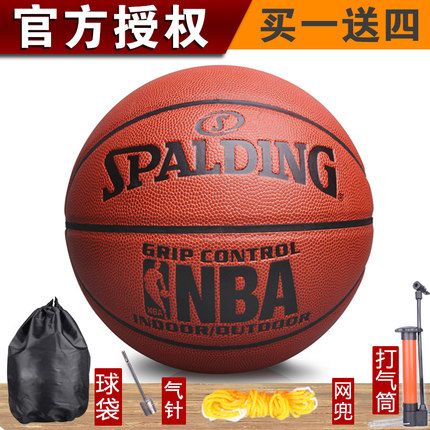 官方授权
买一送四
SPALDING
GRIP CONTROL
NBA
NBA
INDOOR/OUTDOOR
球袋
气针
网兜
打气筒